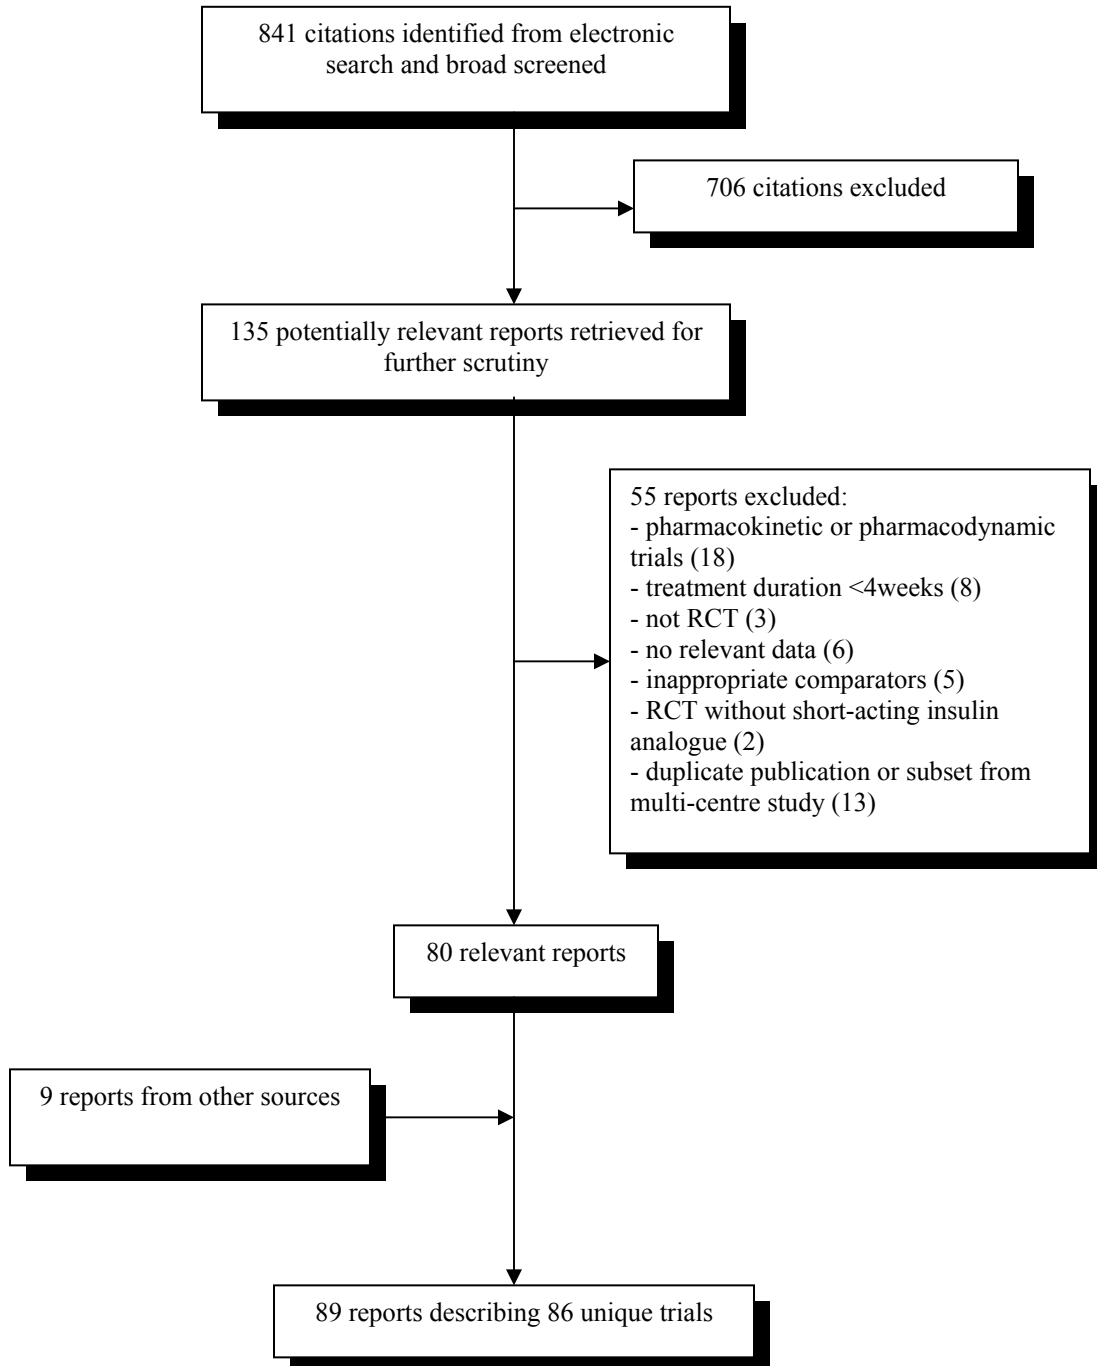 841 citations identified from electronic
search and broad screened
706 citations excluded
135 potentially relevant reports retrieved for
further scrutiny
55 reports excluded:
- pharmacokinetic or pharmacodynamic
trials (18)
- treatment duration <4weeks (8)
- not RCT (3)
- no relevant data (6)
- inappropriate comparators (5)
- RCT without short-acting insulin
analogue (2)
- duplicate publication or subset from
multi-centre study (13)
80 relevant reports
9 reports from other sources
89 reports describing 86 unique trials